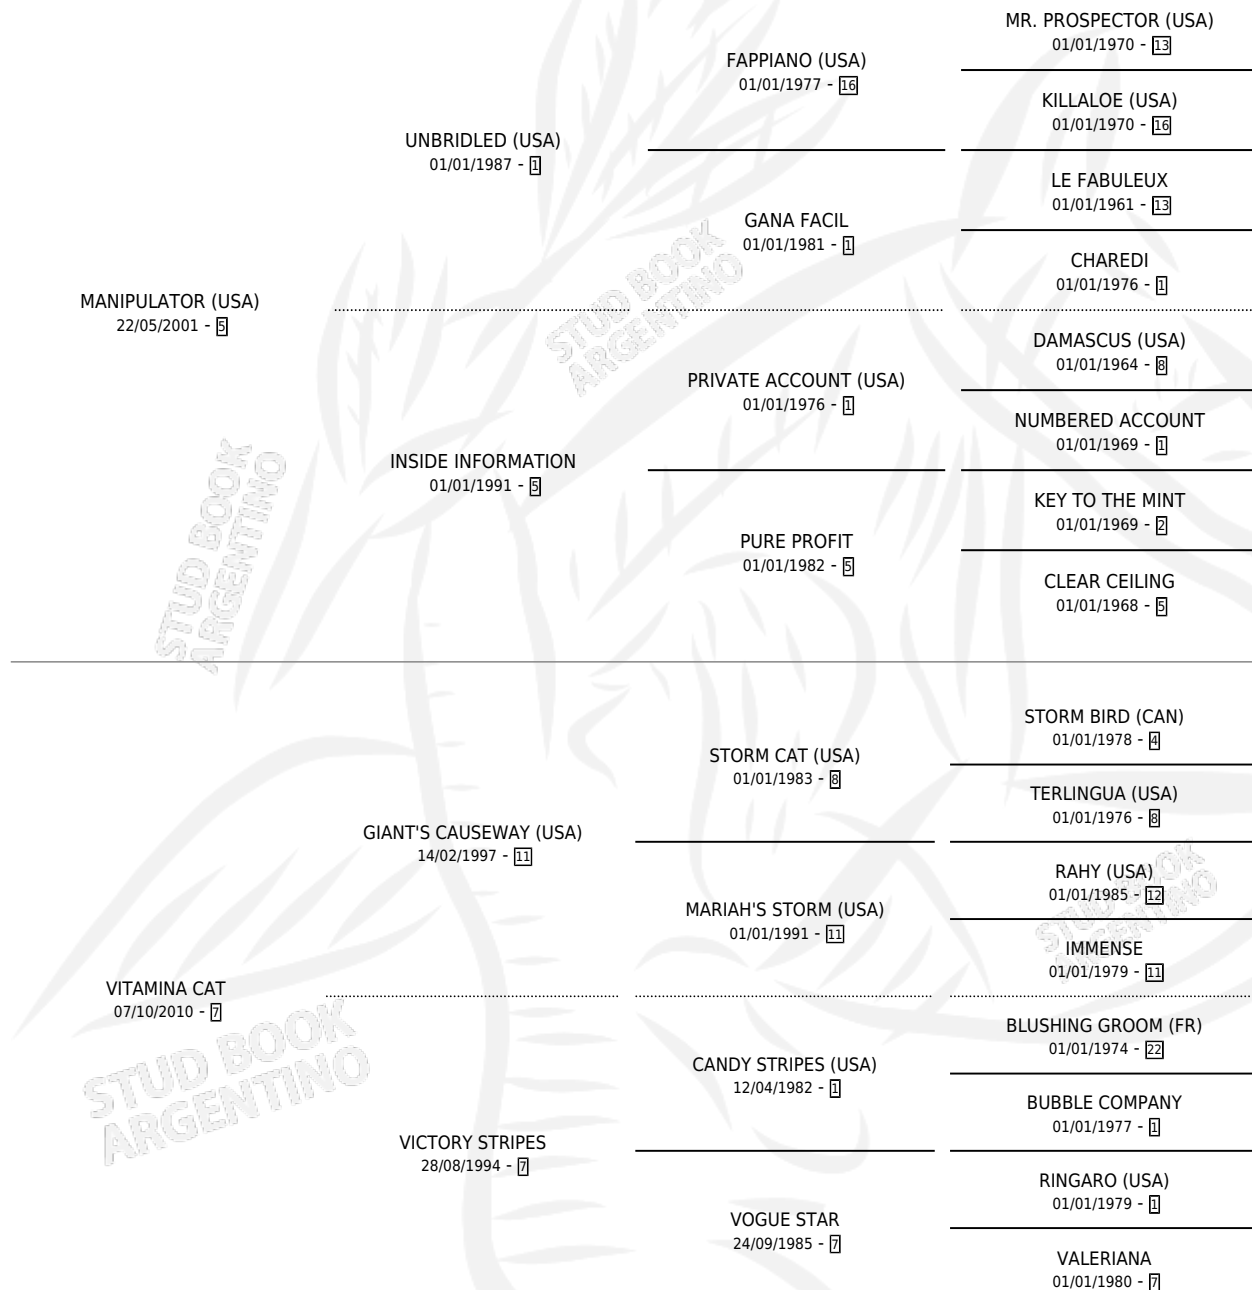 MR. PROSPECTOR (USA)
01/01/1970 - 13
FAPPIANO (USA)
01/01/1977 - 16
KILLALOE (USA)
01/01/1970 - 16
UNBRIDLED (USA)
01/01/1987 - 1
LE FABULEUX
01/01/1961 - 13
GANA FACIL
01/01/1981 - 1
CHAREDI
01/01/1976 - 1
MANIPULATOR (USA)
22/05/2001 - 5
DAMASCUS (USA)
01/01/1964 - 8
PRIVATE ACCOUNT (USA)
01/01/1976 - 1
NUMBERED ACCOUNT
01/01/1969 - 1
INSIDE INFORMATION
01/01/1991 - 5
KEY TO THE MINT
01/01/1969 - 2
PURE PROFIT
01/01/1982 - 5
CLEAR CEILING
01/01/1968 - 5
STORM BIRD (CAN)
01/01/1978 - 4
STORM CAT (USA)
01/01/1983 - 8
TERLINGUA (USA)
01/01/1976 - 8
GIANT'S CAUSEWAY (USA)
14/02/1997 - 11
RAHY (USA)
01/01/1985 - 12
MARIAH'S STORM (USA)
01/01/1991 - 11
IMMENSE
01/01/1979 - 11
VITAMINA CAT
07/10/2010 - 7
BLUSHING GROOM (FR)
01/01/1974 - 22
CANDY STRIPES (USA)
12/04/1982 - 1
BUBBLE COMPANY
01/01/1977 - 1
VICTORY STRIPES
28/08/1994 - 7
RINGARO (USA)
01/01/1979 - 1
VOGUE STAR
24/09/1985 - 7
VALERIANA
01/01/1980 - 7
STUD BOOK
ARGENTINO
STUD BOOK
ARGENTINO
STUD BOOK
ARGENTINO
STUD BOOK
ARGENTINO